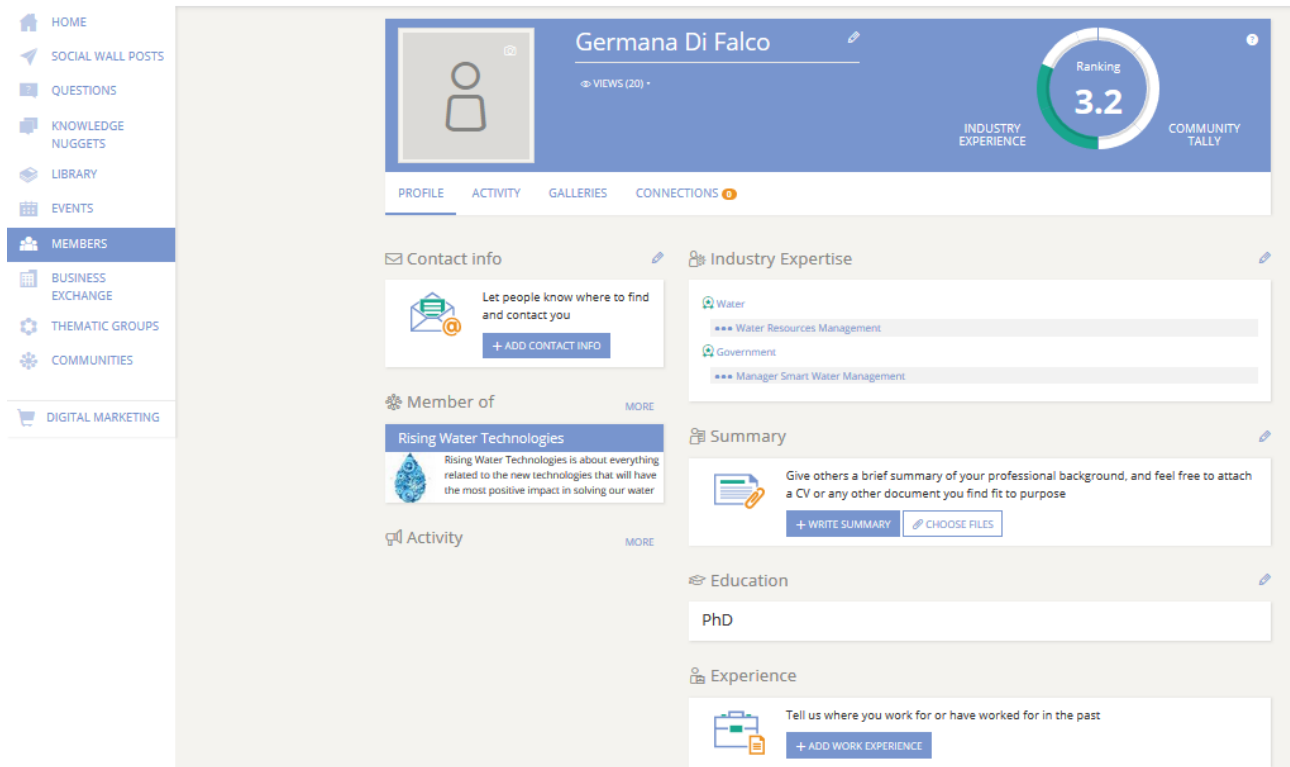 HOME
SOCIAL WALL POSTS
QUESTIONS
KNOWLEDGE
NUGGETS
LIBRARY
EVENTS
MEMBERS
BUSINESS
EXCHANGE
THEMATIC GROUPS
COMMUNITIES
DIGITAL MARKETING
Germana Di Falco
VIEWS (20)
Ranking
3.2
INDUSTRY
EXPERIENCE
COMMUNITY
TALLY
?
PROFILE ACTIVITY GALLERIES CONNECTIONS 0
Contact info
Let people know where to find
and contact you
+ ADD CONTACT INFO
Member of MORE
Rising Water Technologies
Rising Water Technologies is about everything
related to the new technologies that will have
the most positive impact in solving our water
Activity MORE
Industry Expertise
Water
••• Water Resources Management
Government
••• Manager Smart Water Management
Summary
Give others a brief summary of your professional background, and feel free to attach
a CV or any other document you find fit to purpose
+ WRITE SUMMARY CHOOSE FILES
Education
PhD
Experience
Tell us where you work for or have worked for in the past
+ ADD WORK EXPERIENCE